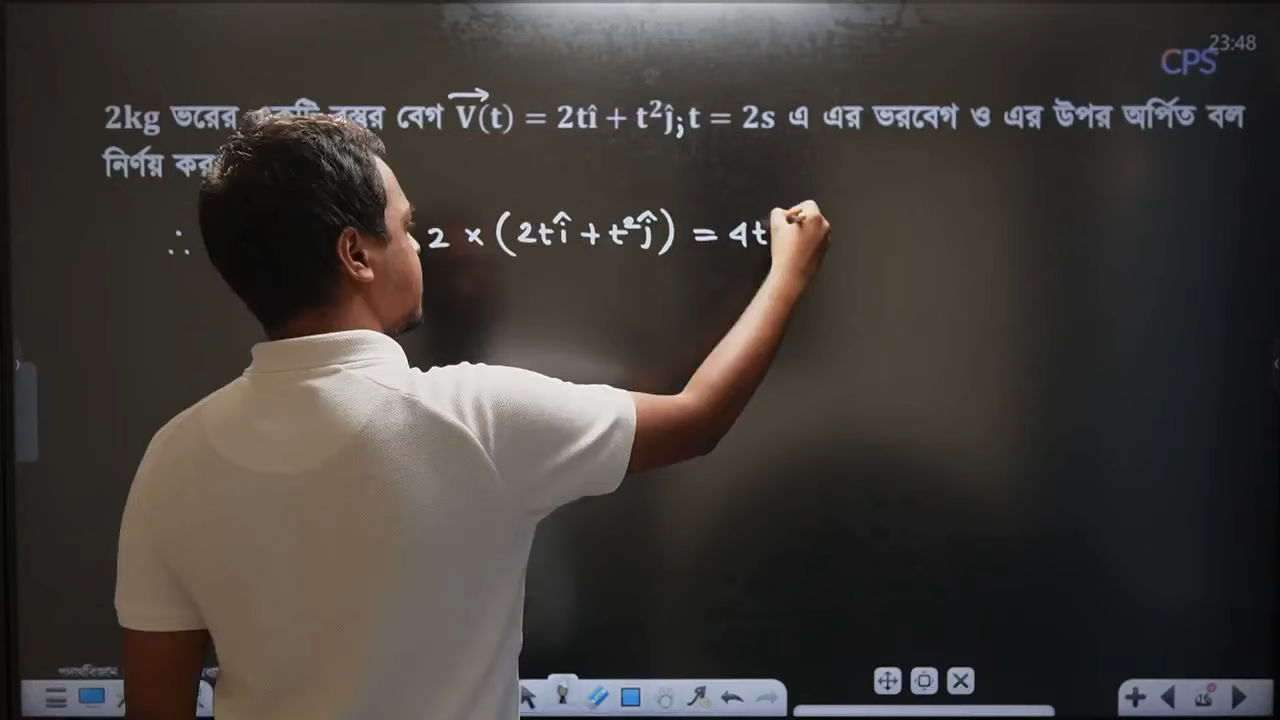 23:48
CPS
2kg ভরের একটি বস্তুর বেগ V⃗(t) = 2tî + t²ĵ; t = 2s এ এর ভরবেগ ও এর উপর অর্পিত বল
নির্ণয় কর
∴ 2 × (2tî + t²ĵ) = 4t